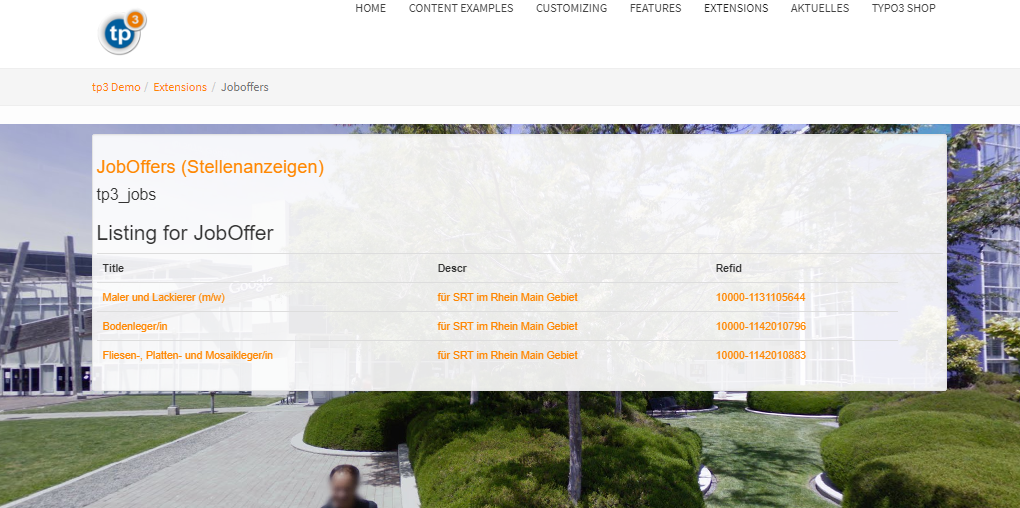 tp3
HOME CONTENT EXAMPLES CUSTOMIZING FEATURES EXTENSIONS AKTUELLES TYPO3 SHOP
tp3 Demo / Extensions / Joboffers
JobOffers (Stellenanzeigen)
tp3_jobs
Listing for JobOffer
Title Descr Refid
Maler und Lackierer (m/w) für SRT im Rhein Main Gebiet 10000-1131105644
Bodenleger/in für SRT im Rhein Main Gebiet 10000-1142010796
Fliesen-, Platten- und Mosaikleger/in für SRT im Rhein Main Gebiet 10000-1142010883
Google